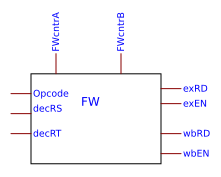 FWcntrA
FWcntrB
FW
Opcode
decRS
decRT
exRD
exEN
wbRD
wbEN